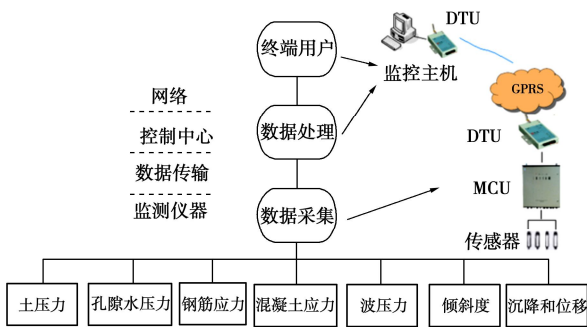 DTU
终端用户
监控主机
GPRS
网络
控制中心
数据处理
DTU
数据传输
MCU
监测仪器
数据采集
传感器
土压力
孔隙水压力
钢筋应力
混凝土应力
波压力
倾斜度
沉降和位移